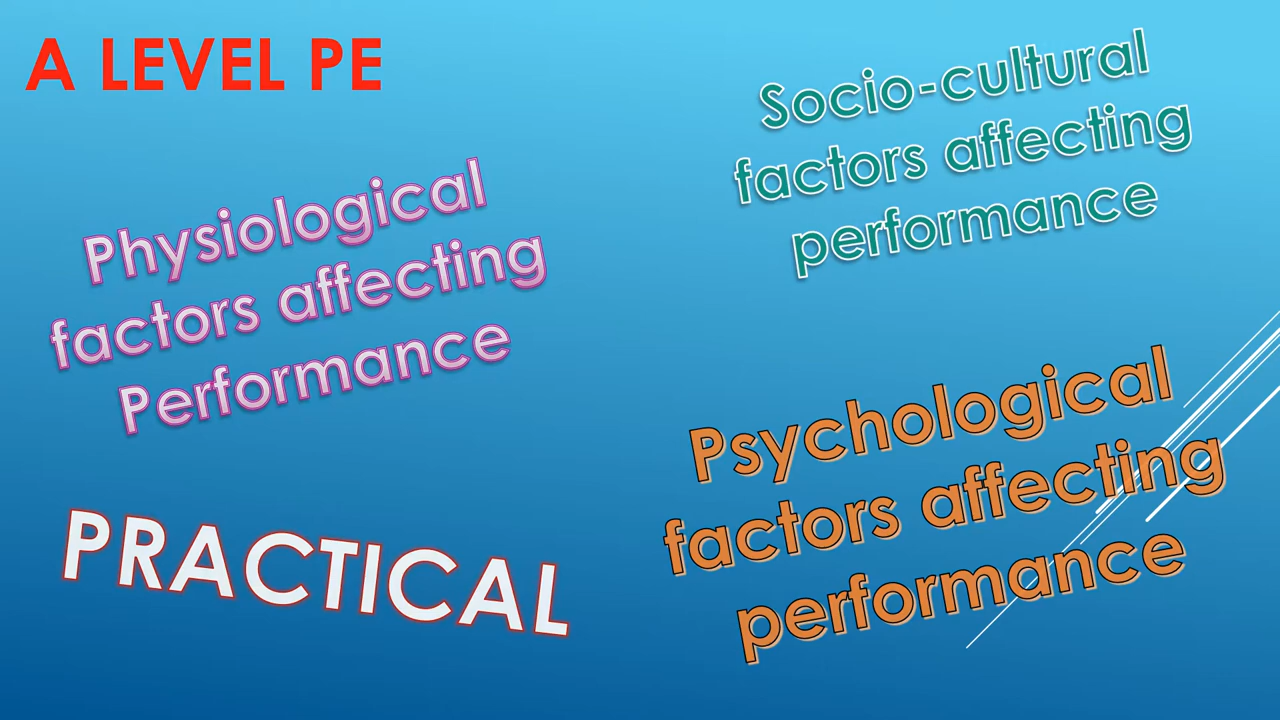 A LEVEL PE
Physiological
factors affecting
Performance
PRACTICAL
Socio-cultural
factors affecting
performance
Psychological
factors affecting
performance